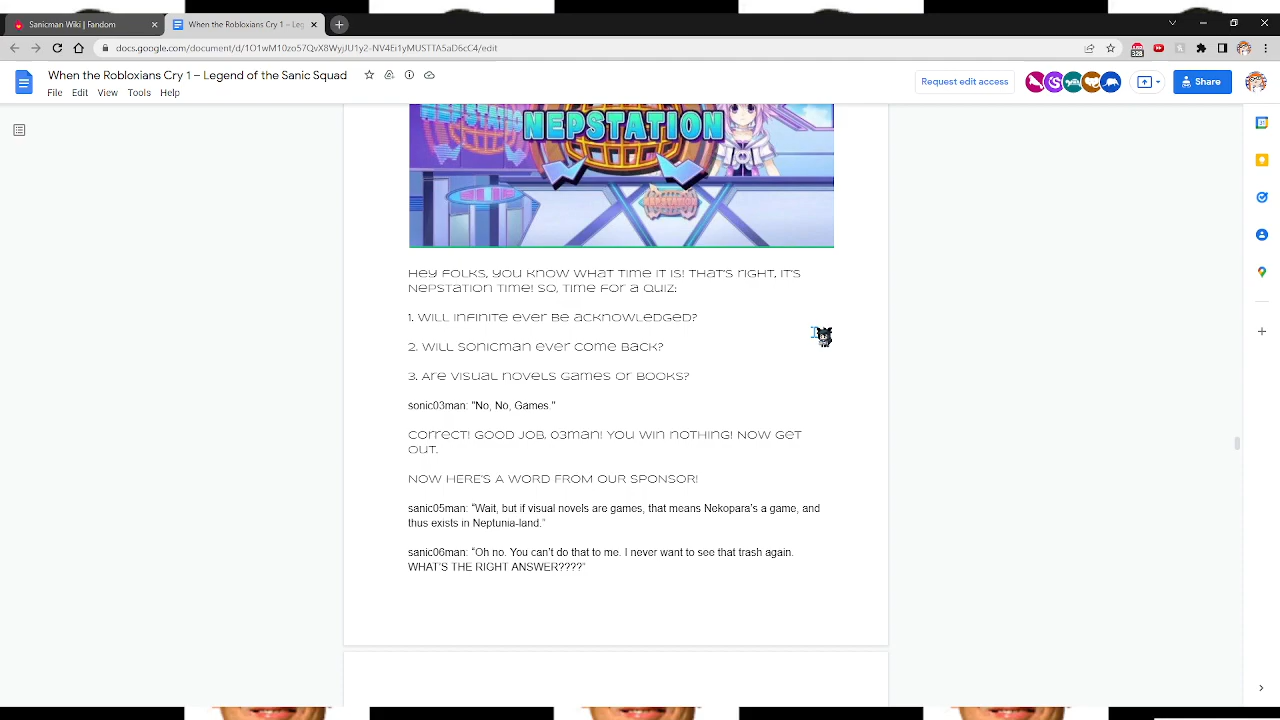 Sanicman Wiki | Fandom
When the Robloxians Cry 1 – Leg
docs.google.com/document/d/1O1wM10zo57QvX8WyjJU1y2-NV4Ei1yMUSTTA5aD6cC4/edit
When the Robloxians Cry 1 – Legend of the Sanic Squad
File Edit View Tools Help
Request edit access
Share
NEPSTATION
NEPSTATION
Hey folks, you know what time it is! That's right, it's
Nepstation time! So, time for a quiz:
1. Will Infinite ever be acknowledged?
2. Will sonicman ever come back?
3. Are visual novels games or books?
sonic03man: "No, No, Games."
Correct! Good job, 03man! You win nothing! Now get
out.
NOW HERE'S A WORD FROM OUR SPONSOR!
sanic05man: “Wait, but if visual novels are games, that means Nekopara’s a game, and
thus exists in Neptunia-land.”
sanic06man: “Oh no. You can’t do that to me. I never want to see that trash again.
WHAT’S THE RIGHT ANSWER????”